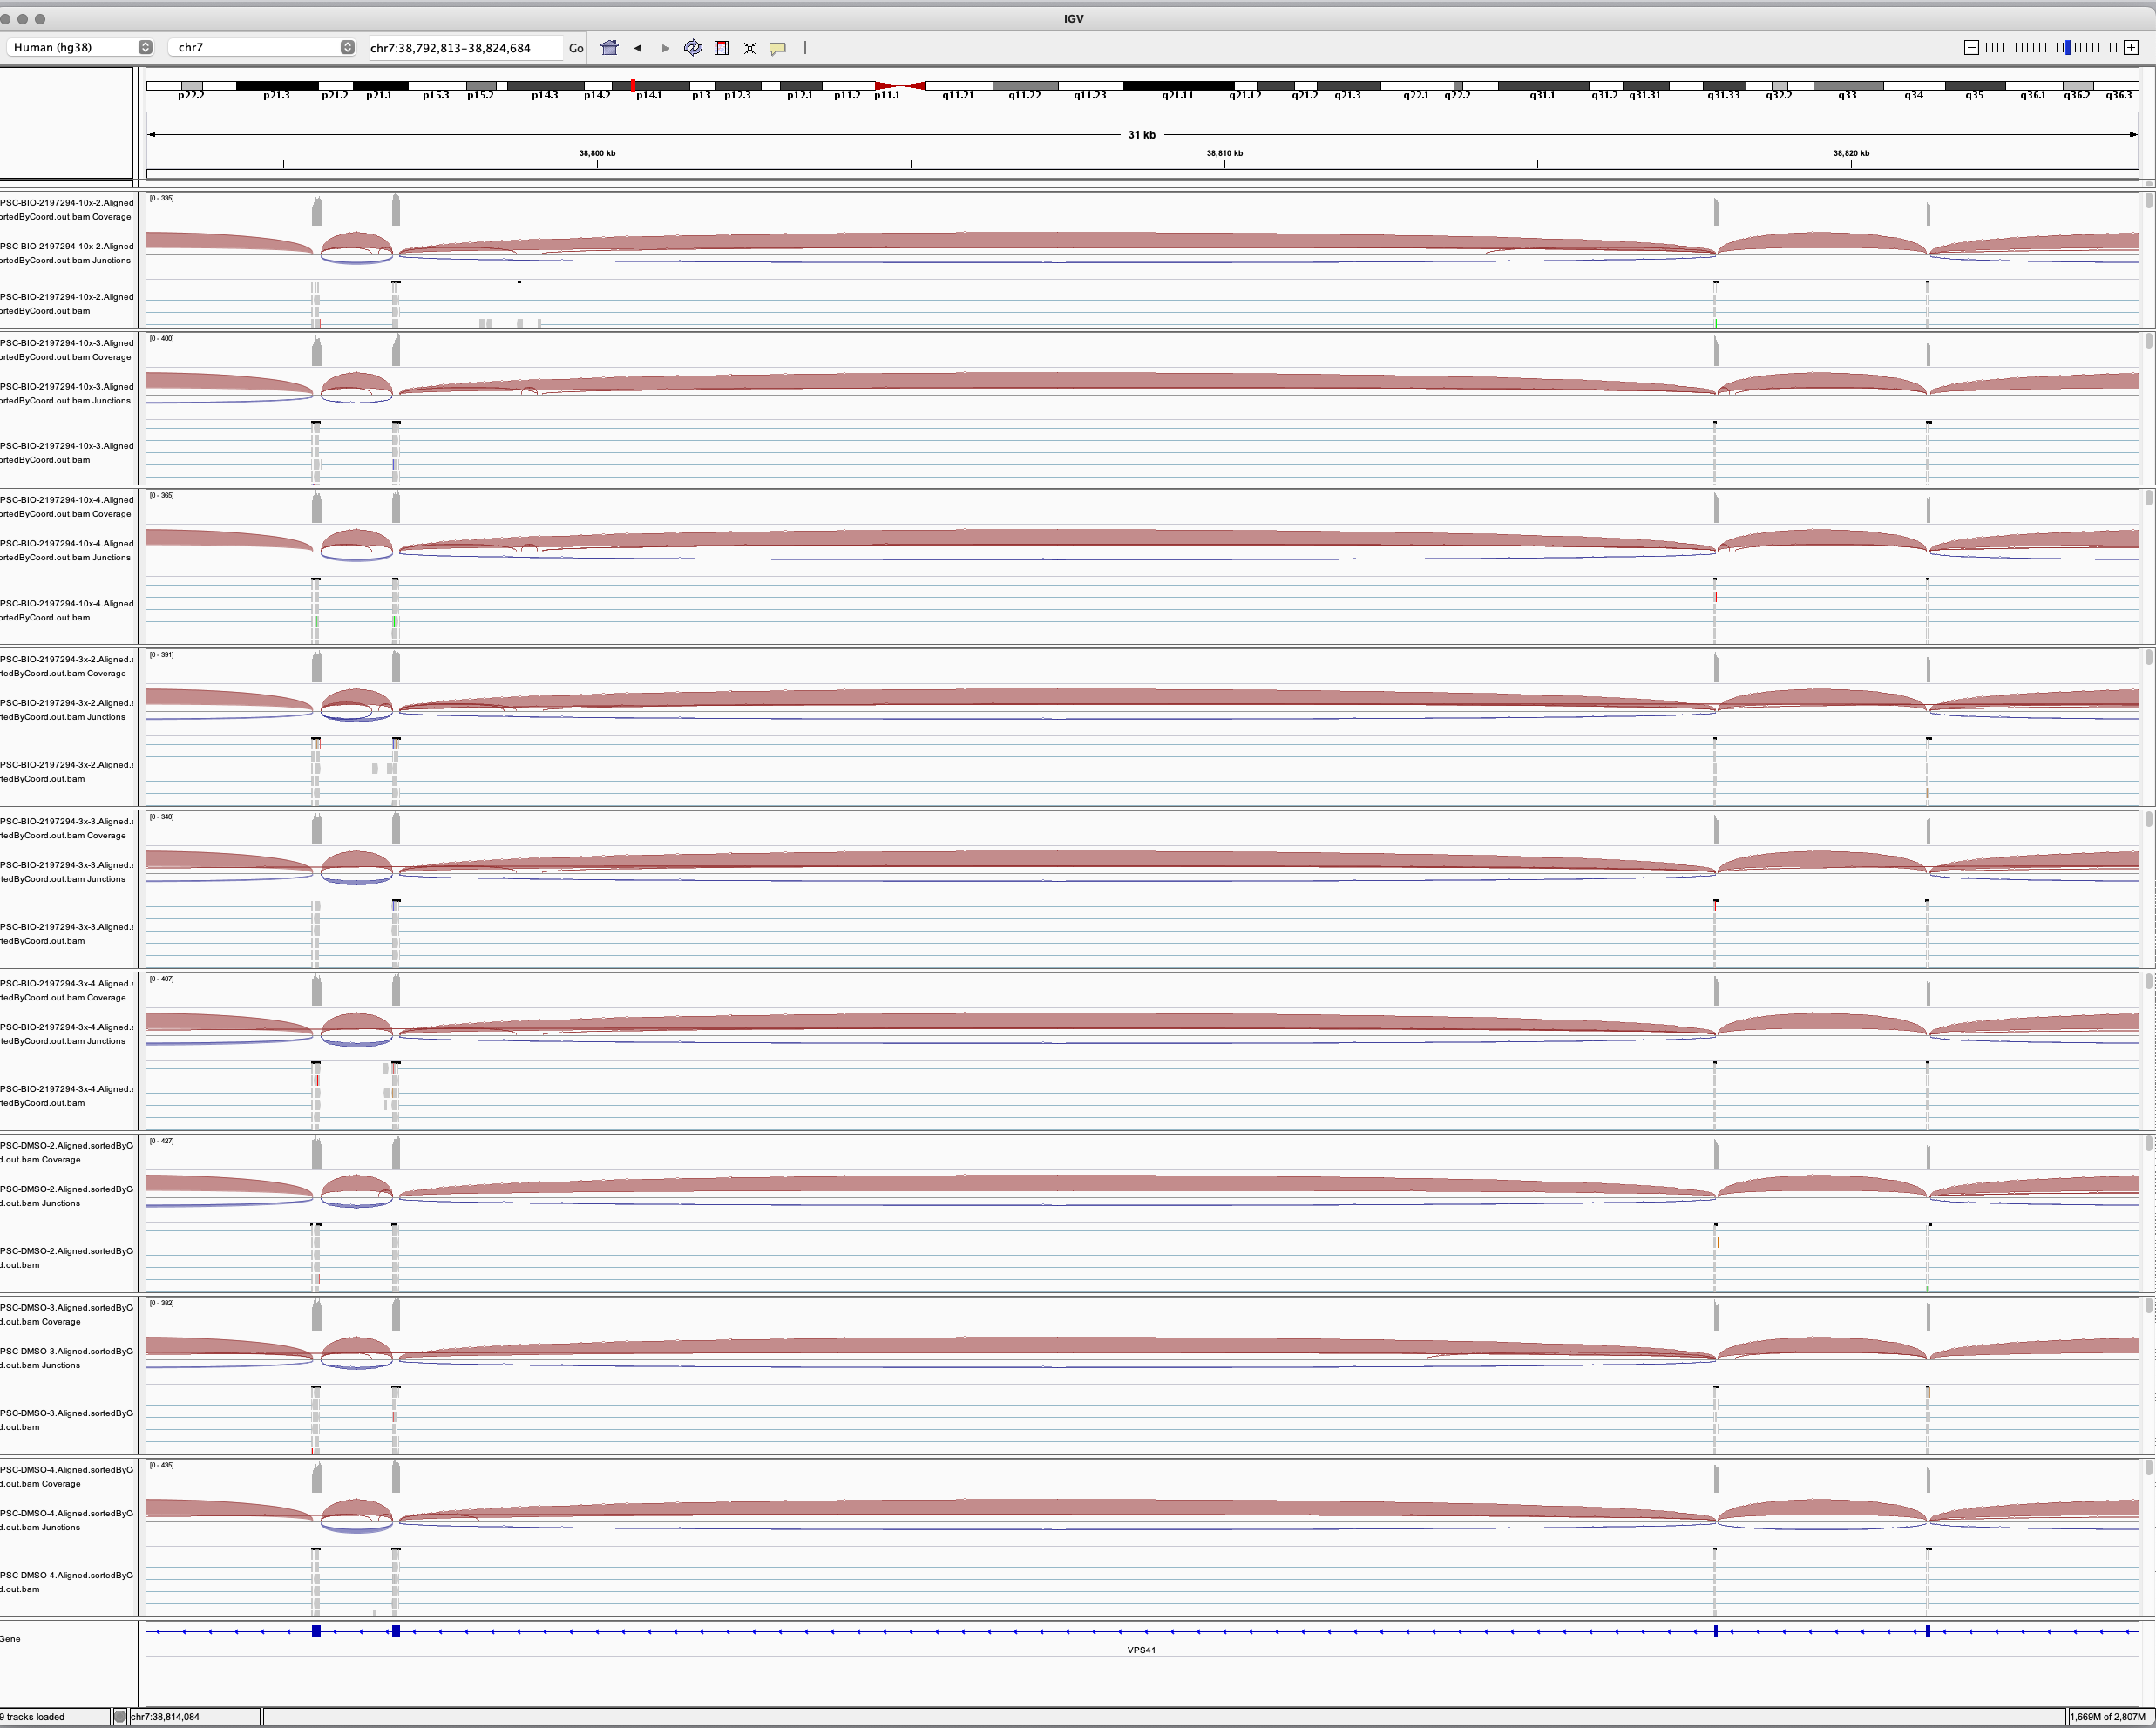 IGV
Human (hg38) chr7 chr7:38,792,813-38,824,684 Go
p22.2 p21.3 p21.2 p21.1 p15.3 p15.2 p14.3 p14.2 p14.1 p13 p12.3 p12.1 p11.2 p11.1 q11.21 q11.22 q11.23 q21.11 q21.12 q21.2 q21.3 q22.1 q22.2 q31.1 q31.2 q31.31 q31.33 q32.2 q33 q34 q35 q36.1 q36.2 q36.3
31 kb
38,800 kb 38,810 kb 38,820 kb
[0 - 335]
PSC-BIO-2197294-10x-2.Aligned
ortedByCoord.out.bam Coverage
PSC-BIO-2197294-10x-2.Aligned
ortedByCoord.out.bam Junctions
PSC-BIO-2197294-10x-2.Aligned
ortedByCoord.out.bam
[0 - 400]
PSC-BIO-2197294-10x-3.Aligned
ortedByCoord.out.bam Coverage
PSC-BIO-2197294-10x-3.Aligned
ortedByCoord.out.bam Junctions
PSC-BIO-2197294-10x-3.Aligned
ortedByCoord.out.bam
[0 - 365]
PSC-BIO-2197294-10x-4.Aligned
ortedByCoord.out.bam Coverage
PSC-BIO-2197294-10x-4.Aligned
ortedByCoord.out.bam Junctions
PSC-BIO-2197294-10x-4.Aligned
ortedByCoord.out.bam
[0 - 391]
PSC-BIO-2197294-3x-2.Aligned.s
rtedByCoord.out.bam Coverage
PSC-BIO-2197294-3x-2.Aligned.s
rtedByCoord.out.bam Junctions
PSC-BIO-2197294-3x-2.Aligned.s
rtedByCoord.out.bam
[0 - 340]
PSC-BIO-2197294-3x-3.Aligned.s
rtedByCoord.out.bam Coverage
PSC-BIO-2197294-3x-3.Aligned.s
rtedByCoord.out.bam Junctions
PSC-BIO-2197294-3x-3.Aligned.s
rtedByCoord.out.bam
[0 - 407]
PSC-BIO-2197294-3x-4.Aligned.s
rtedByCoord.out.bam Coverage
PSC-BIO-2197294-3x-4.Aligned.s
rtedByCoord.out.bam Junctions
PSC-BIO-2197294-3x-4.Aligned.s
rtedByCoord.out.bam
[0 - 427]
PSC-DMSO-2.Aligned.sortedByC
d.out.bam Coverage
PSC-DMSO-2.Aligned.sortedByC
d.out.bam Junctions
PSC-DMSO-2.Aligned.sortedByC
d.out.bam
[0 - 382]
PSC-DMSO-3.Aligned.sortedByC
d.out.bam Coverage
PSC-DMSO-3.Aligned.sortedByC
d.out.bam Junctions
PSC-DMSO-3.Aligned.sortedByC
d.out.bam
[0 - 435]
PSC-DMSO-4.Aligned.sortedByC
d.out.bam Coverage
PSC-DMSO-4.Aligned.sortedByC
d.out.bam Junctions
PSC-DMSO-4.Aligned.sortedByC
d.out.bam
Gene
VPS41
9 tracks loaded chr7:38,814,084 1,669M of 2,807M